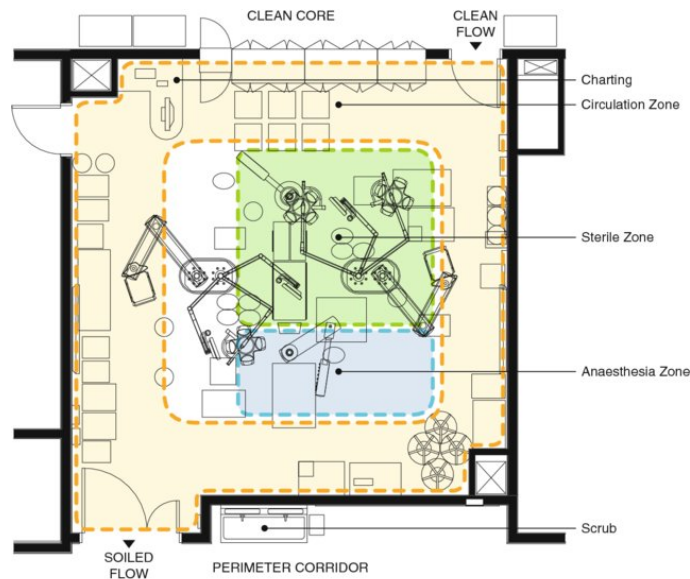 CLEAN CORE
CLEAN
FLOW
Charting
Circulation Zone
Sterile Zone
Anaesthesia Zone
Scrub
SOILED
FLOW
PERIMETER CORRIDOR